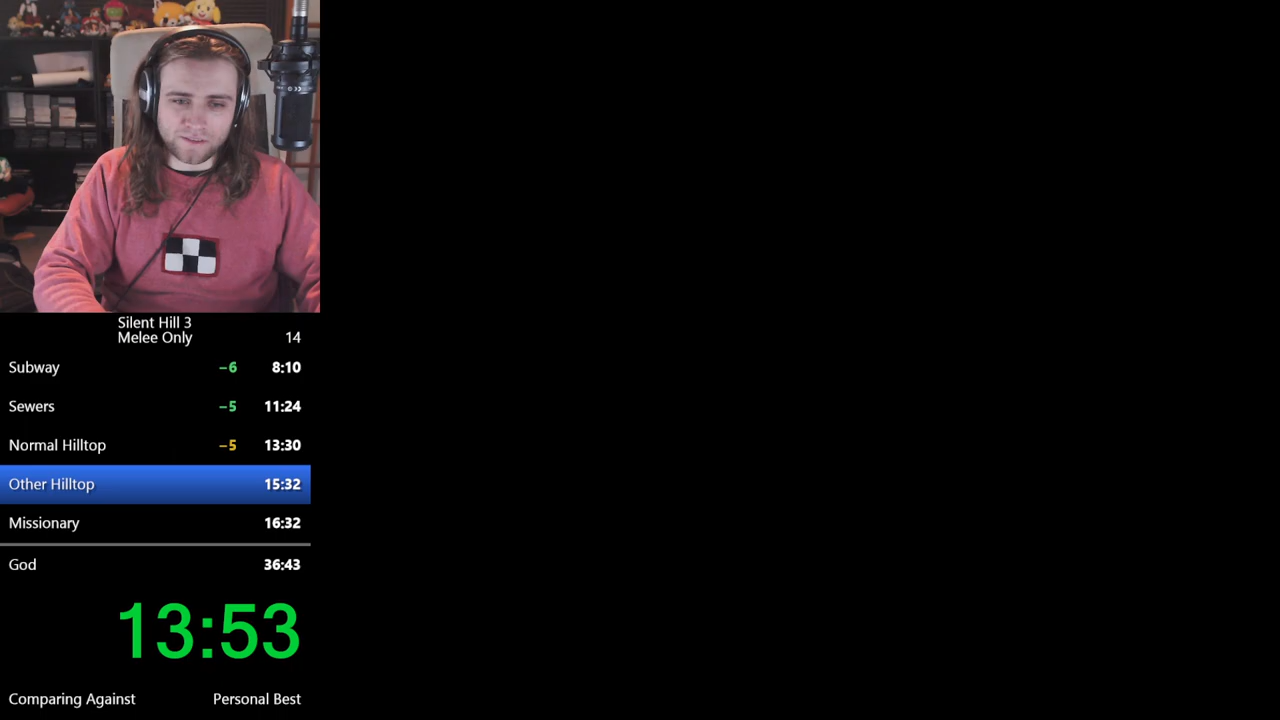 Silent Hill 3
Melee Only 14
Subway −6 8:10
Sewers −5 11:24
Normal Hilltop −5 13:30
Other Hilltop 15:32
Missionary 16:32
God 36:43
13:53
Comparing Against Personal Best